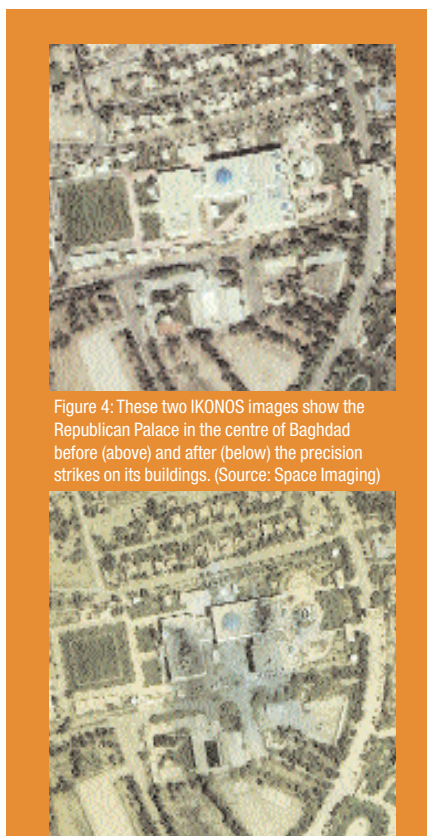 Figure 4: These two IKONOS images show the
Republican Palace in the centre of Baghdad
before (above) and after (below) the precision
strikes on its buildings. (Source: Space Imaging)